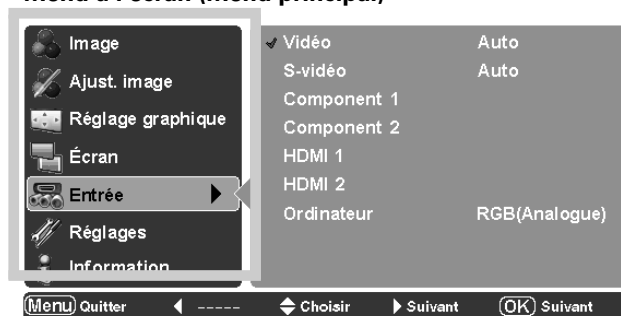 Menu à l'écran (menu principal)
Image
Ajust. image
Réglage graphique
Écran
Entrée
Réglages
Information
✓ Vidéo Auto
S-vidéo Auto
Component 1
Component 2
HDMI 1
HDMI 2
Ordinateur RGB(Analogue)
Menu Quitter ◀ ----- Choisir ▶ Suivant OK Suivant